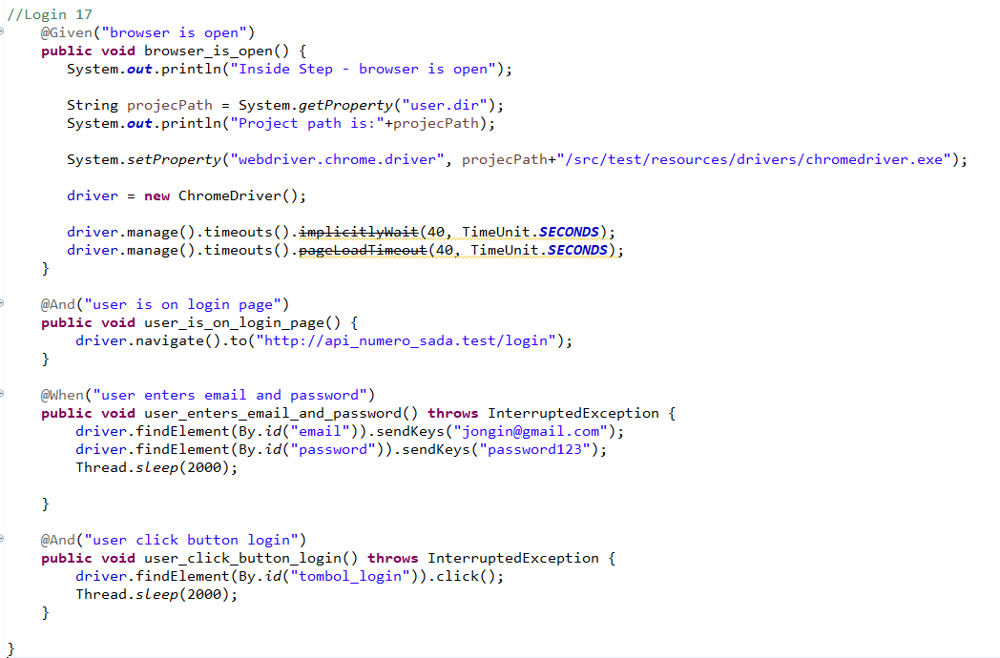 //Login 17
@Given("browser is open")
public void browser_is_open() {
System.out.println("Inside Step - browser is open");
String projecPath = System.getProperty("user.dir");
System.out.println("Project path is:"+projecPath);
System.setProperty("webdriver.chrome.driver", projecPath+"/src/test/resources/drivers/chromedriver.exe");
driver = new ChromeDriver();
driver.manage().timeouts().implicitlyWait(40, TimeUnit.SECONDS);
driver.manage().timeouts().pageLoadTimeout(40, TimeUnit.SECONDS);
}
@And("user is on login page")
public void user_is_on_login_page() {
driver.navigate().to("http://api_numero_sada.test/login");
}
@When("user enters email and password")
public void user_enters_email_and_password() throws InterruptedException {
driver.findElement(By.id("email")).sendKeys("jongin@gmail.com");
driver.findElement(By.id("password")).sendKeys("password123");
Thread.sleep(2000);
}
@And("user click button login")
public void user_click_button_login() throws InterruptedException {
driver.findElement(By.id("tombol_login")).click();
Thread.sleep(2000);
}
}